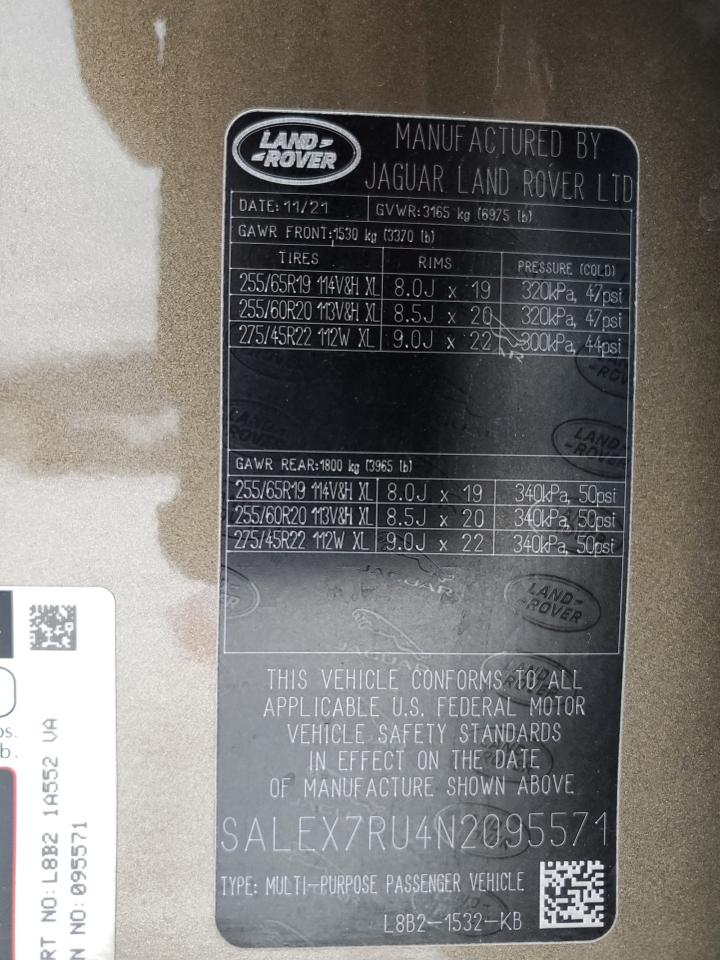 LAND ROVER
MANUFACTURED BY
JAGUAR LAND ROVER LTD
DATE:11/21 GVWR:3165 kg (6975 lb)
GAWR FRONT:1530 kg (3370 lb)
TIRES RIMS PRESSURE (COLD)
255/65R19 114V&H XL 8.0J x 19 320kPa, 47psi
255/60R20 113V&H XL 8.5J x 20 320kPa, 47psi
275/45R22 112W XL 9.0J x 22 300kPa, 44psi
GAWR REAR:1800 kg (3965 lb)
255/65R19 114V&H XL 8.0J x 19 340kPa, 50psi
255/60R20 113V&H XL 8.5J x 20 340kPa, 50psi
275/45R22 112W XL 9.0J x 22 340kPa, 50psi
JAGUAR
LAND ROVER
JAGUAR
THIS VEHICLE CONFORMS TO ALL
APPLICABLE U.S. FEDERAL MOTOR
VEHICLE SAFETY STANDARDS
IN EFFECT ON THE DATE
OF MANUFACTURE SHOWN ABOVE
SALEX7RU4N2095571
TYPE: MULTI-PURPOSE PASSENGER VEHICLE
L8B2-1532-KB
RT NO:L8B2 1A552 VA
N NO:095571